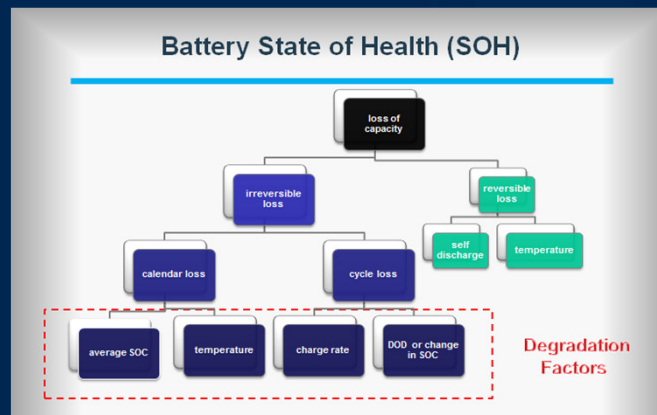 Battery State of Health (SOH)
loss of
capacity
irreversible
loss
reversible
loss
calendar loss
cycle loss
self
discharge
temperature
average SOC
temperature
charge rate
DOD or change
in SOC
Degradation
Factors